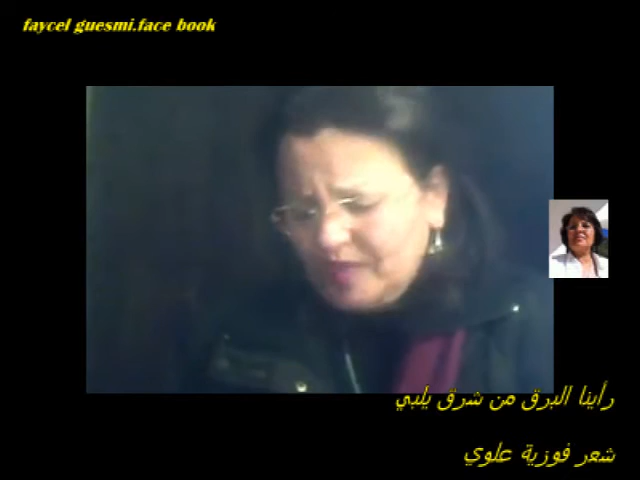 faycel guesmi.face book
رأينا البرق من شرق يلبي
شعر فوزية علوي